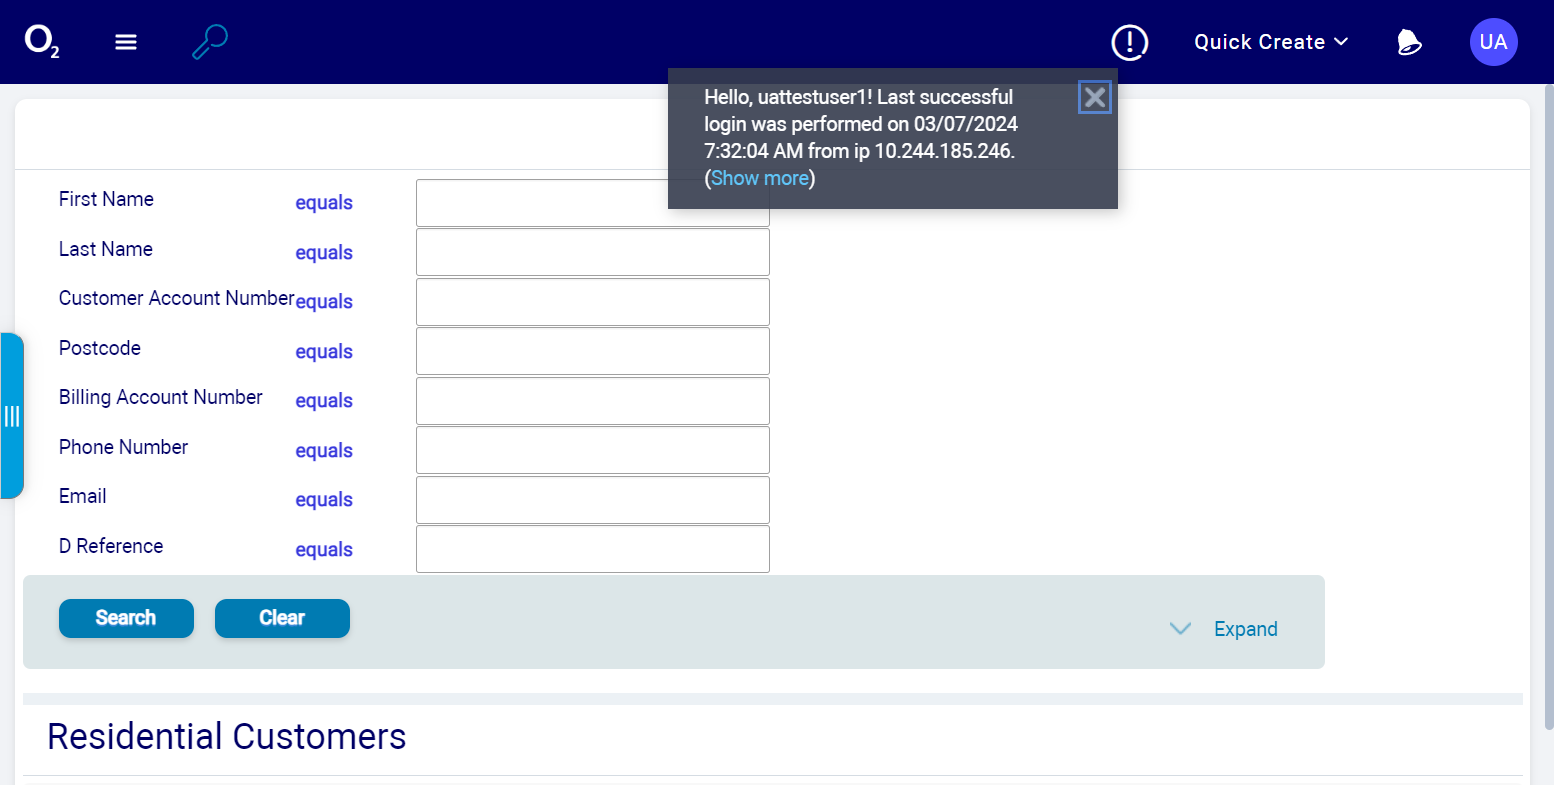 O2
Quick Create
UA
Hello, uattestuser1! Last successful
login was performed on 03/07/2024
7:32:04 AM from ip 10.244.185.246.
(Show more)
First Name equals
Last Name equals
Customer Account Number equals
Postcode equals
Billing Account Number equals
Phone Number equals
Email equals
D Reference equals
Search Clear
Expand
Residential Customers